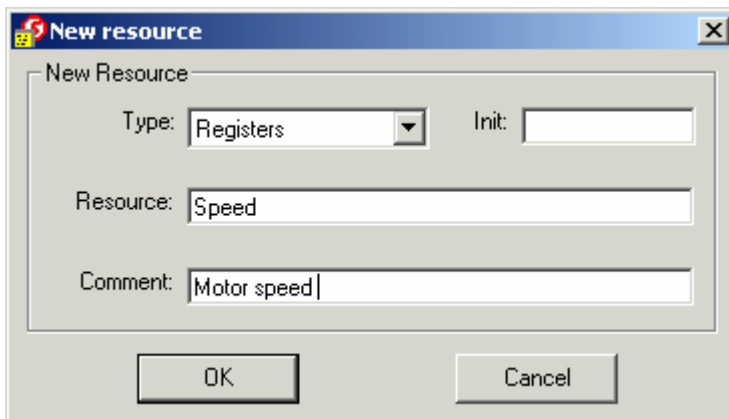 New resource
New Resource
Type: Registers Init:
Resource: Speed
Comment: Motor speed
OK Cancel